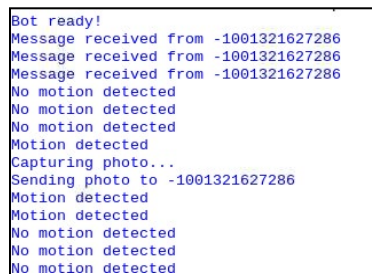 Bot ready!
Message received from -1001321627286
Message received from -1001321627286
Message received from -1001321627286
No motion detected
No motion detected
No motion detected
Motion detected
Capturing photo...
Sending photo to -1001321627286
Motion detected
Motion detected
No motion detected
No motion detected
No motion detected